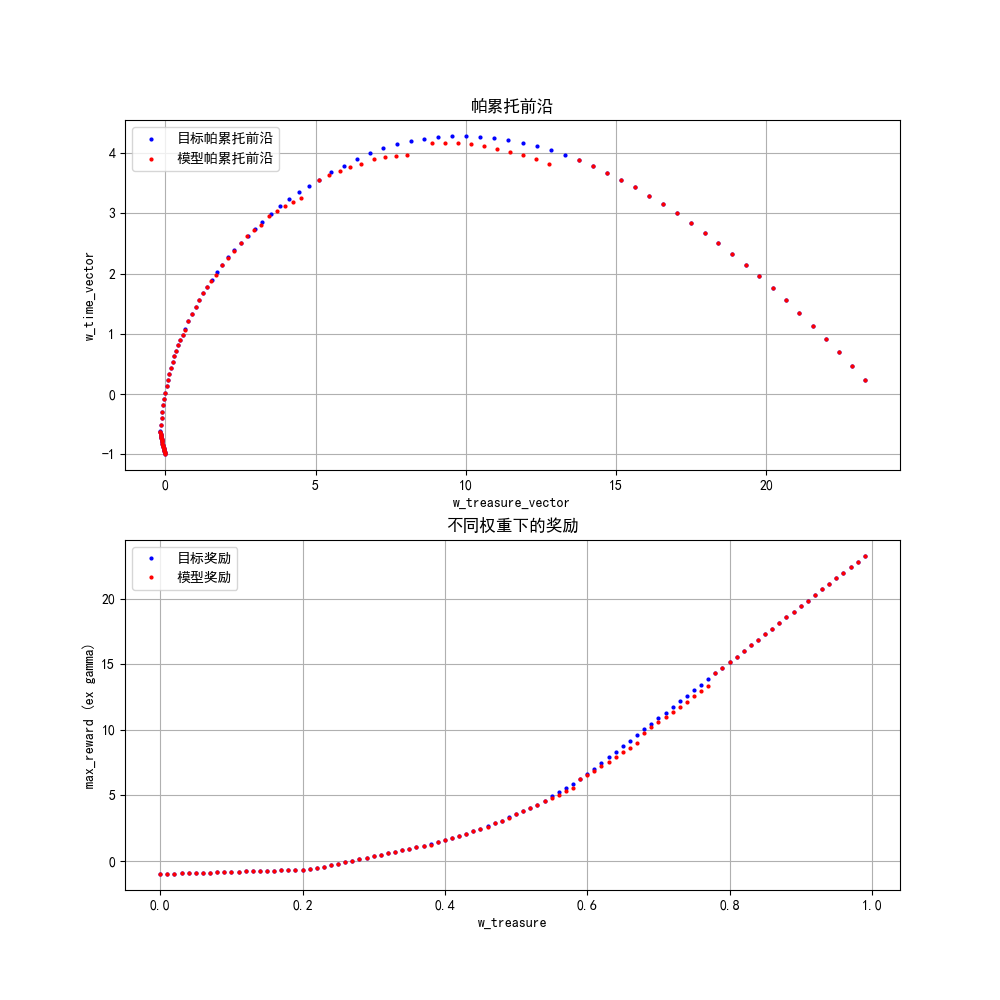 帕累托前沿
目标帕累托前沿
模型帕累托前沿
4
3
2
1
0
-1
w_time_vector
0 5 10 15 20
w_treasure_vector
不同权重下的奖励
目标奖励
模型奖励
20
15
10
5
0
max_reward (ex gamma)
0.0 0.2 0.4 0.6 0.8 1.0
w_treasure